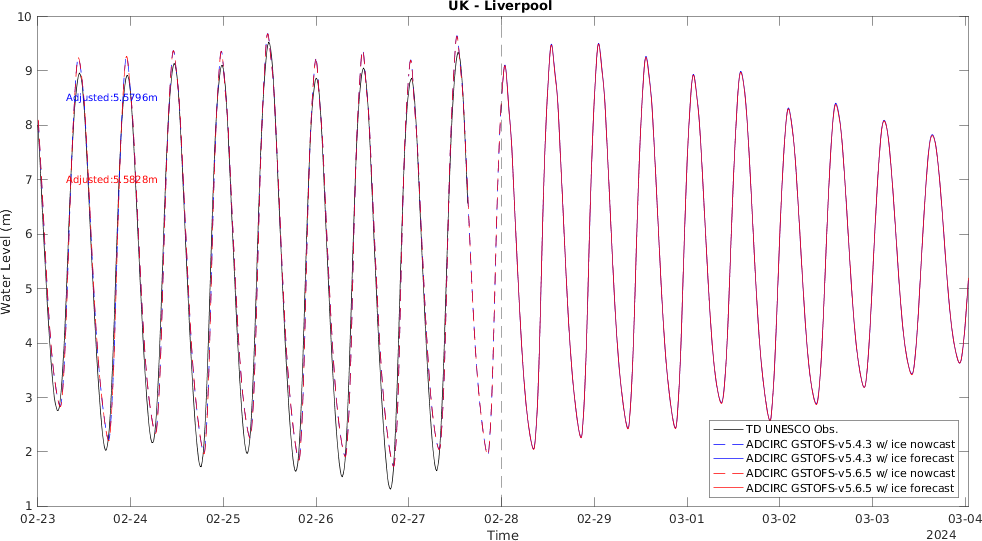 UK - Liverpool
10
9
8
7
6
5
4
3
2
1
Water Level (m)
Adjusted:5.5796m
Adjusted:5.5828m
TD UNESCO Obs.
ADCIRC GSTOFS-v5.4.3 w/ ice nowcast
ADCIRC GSTOFS-v5.4.3 w/ ice forecast
ADCIRC GSTOFS-v5.6.5 w/ ice nowcast
ADCIRC GSTOFS-v5.6.5 w/ ice forecast
02-23 02-24 02-25 02-26 02-27 02-28 02-29 03-01 03-02 03-03 03-04
Time
2024